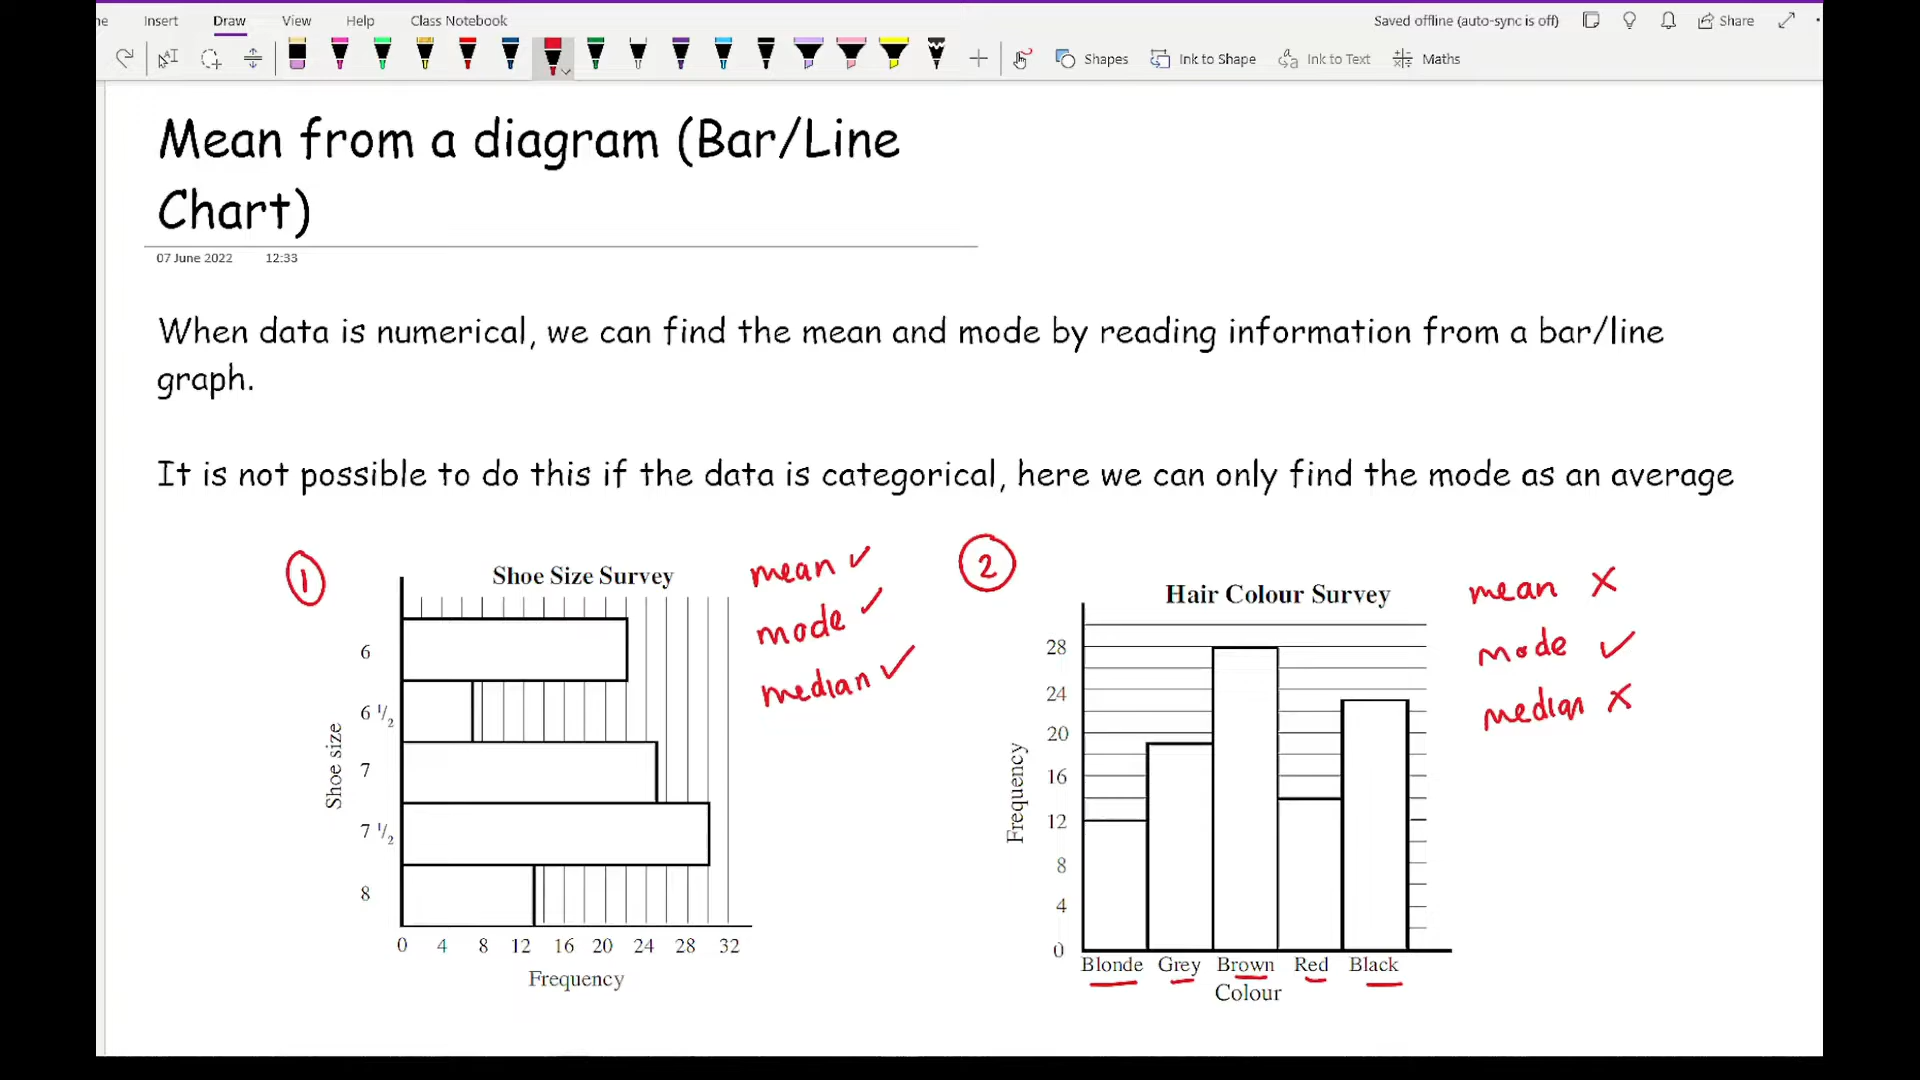 Insert Draw View Help Class Notebook Saved offline (auto-sync is off) Share
Shapes Ink to Shape Ink to Text Maths
Mean from a diagram (Bar/Line
Chart)
07 June 2022 12:33
When data is numerical, we can find the mean and mode by reading information from a bar/line
graph.
It is not possible to do this if the data is categorical, here we can only find the mode as an average
1
Shoe Size Survey
6
6 1/2
7
7 1/2
8
Shoe size
0 4 8 12 16 20 24 28 32
Frequency
mean ✓
mode ✓
median ✓
2
Hair Colour Survey
28
24
20
16
12
8
4
0
Frequency
Blonde Grey Brown Red Black
Colour
mean X
mode ✓
median X